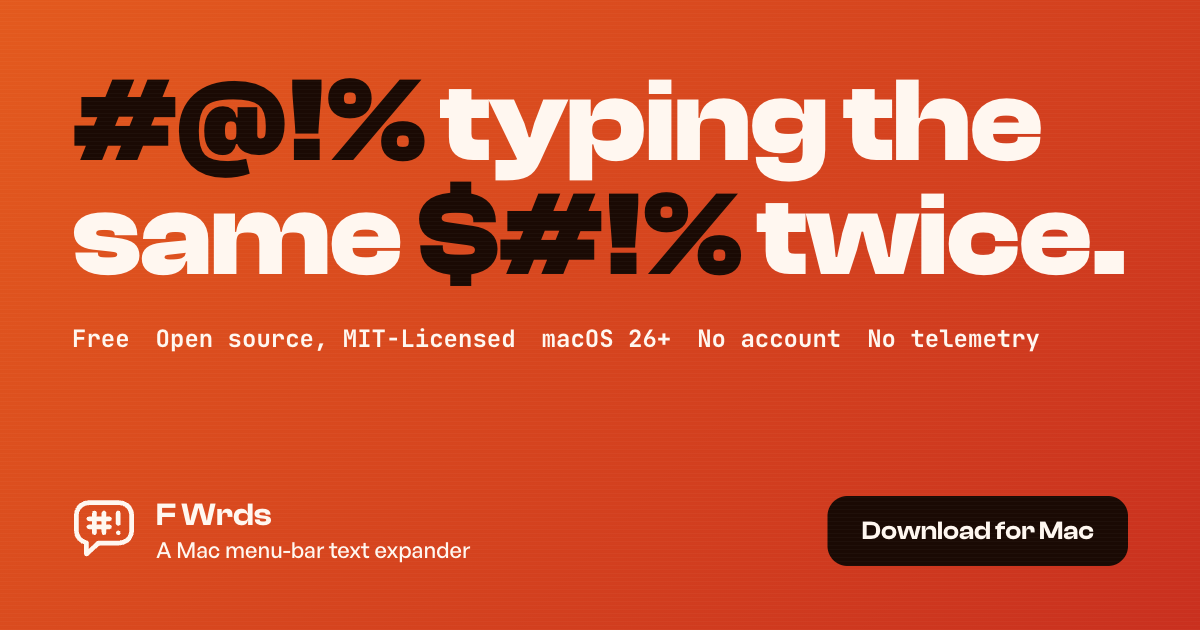 #@!% typing the
same $#!% twice.
Free Open source, MIT-Licensed macOS 26+ No account No telemetry
#!
F Wrds
A Mac menu-bar text expander
Download for Mac